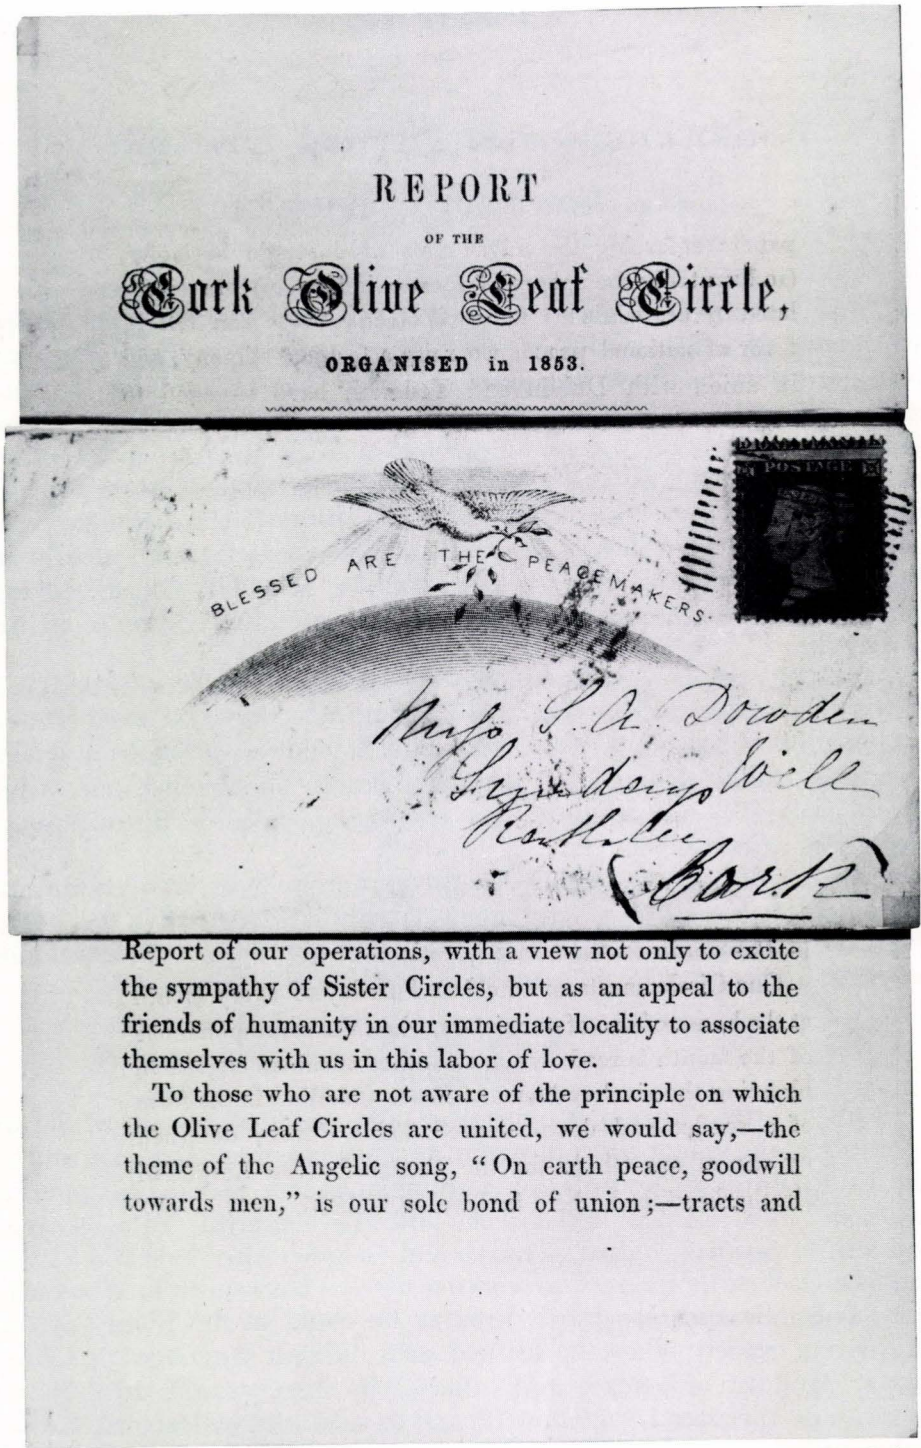 REPORT
OF THE
Cork Olive Leaf Circle,
ORGANISED in 1853.
POSTAGE
BLESSED ARE THE PEACEMAKERS.
Miss S. A. Dowden
Sundays Well
(Cork)
Report of our operations, with a view not only to excite
the sympathy of Sister Circles, but as an appeal to the
friends of humanity in our immediate locality to associate
themselves with us in this labor of love.
To those who are not aware of the principle on which
the Olive Leaf Circles are united, we would say,—the
theme of the Angelic song, “On earth peace, goodwill
towards men,” is our sole bond of union;—tracts and